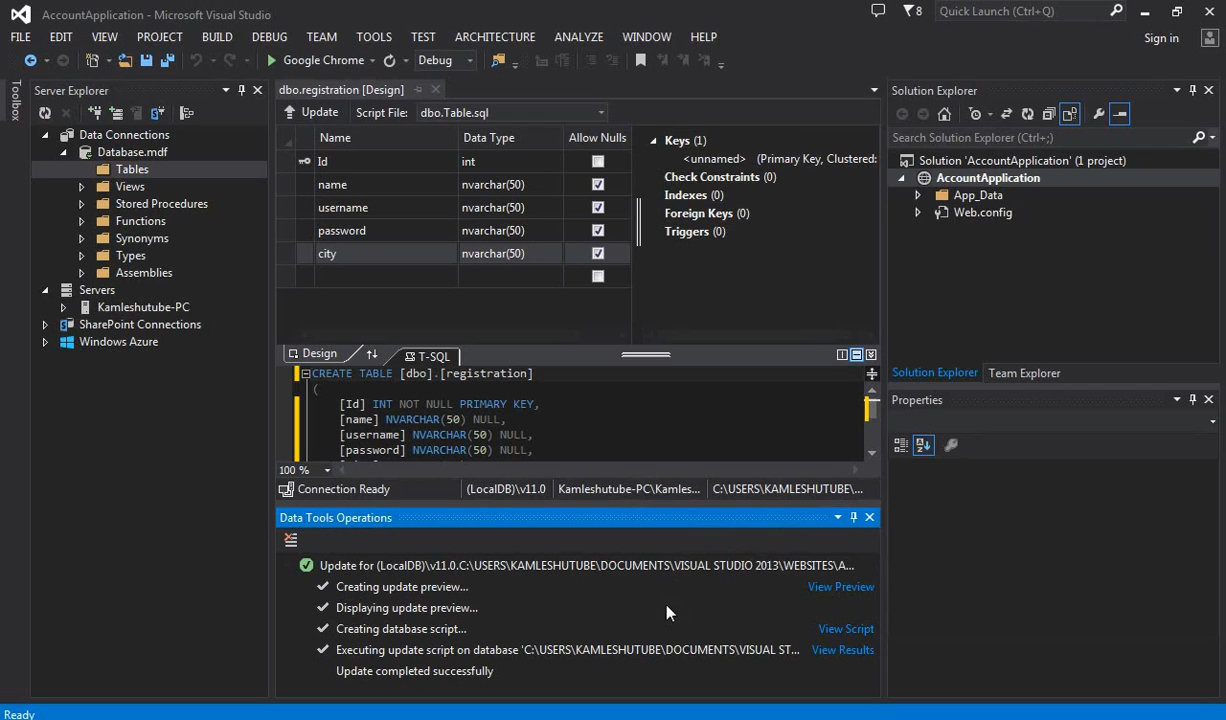 AccountApplication - Microsoft Visual Studio
8
Quick Launch (Ctrl+Q)
FILE EDIT VIEW PROJECT BUILD DEBUG TEAM TOOLS TEST ARCHITECTURE ANALYZE WINDOW HELP
Sign in
Google Chrome
Debug
Toolbox
Server Explorer
Data Connections
Database.mdf
Tables
Views
Stored Procedures
Functions
Synonyms
Types
Assemblies
Servers
Kamleshutube-PC
SharePoint Connections
Windows Azure
dbo.registration [Design]
Update Script File: dbo.Table.sql
Name Data Type Allow Nulls
Id int
name nvarchar(50)
username nvarchar(50)
password nvarchar(50)
city nvarchar(50)
Keys (1)
<unnamed> (Primary Key, Clustered:
Check Constraints (0)
Indexes (0)
Foreign Keys (0)
Triggers (0)
Design T-SQL
CREATE TABLE [dbo].[registration]
(
[Id] INT NOT NULL PRIMARY KEY,
[name] NVARCHAR(50) NULL,
[username] NVARCHAR(50) NULL,
[password] NVARCHAR(50) NULL,
100 %
Connection Ready (LocalDB)\v11.0 Kamleshutube-PC\Kamles... C:\USERS\KAMLESHUTUBE\...
Data Tools Operations
Update for (LocalDB)\v11.0.C:\USERS\KAMLESHUTUBE\DOCUMENTS\VISUAL STUDIO 2013\WEBSITES\A...
Creating update preview... View Preview
Displaying update preview...
Creating database script... View Script
Executing update script on database 'C:\USERS\KAMLESHUTUBE\DOCUMENTS\VISUAL ST... View Results
Update completed successfully
Solution Explorer
Search Solution Explorer (Ctrl+;)
Solution 'AccountApplication' (1 project)
AccountApplication
App_Data
Web.config
Solution Explorer Team Explorer
Properties
Ready